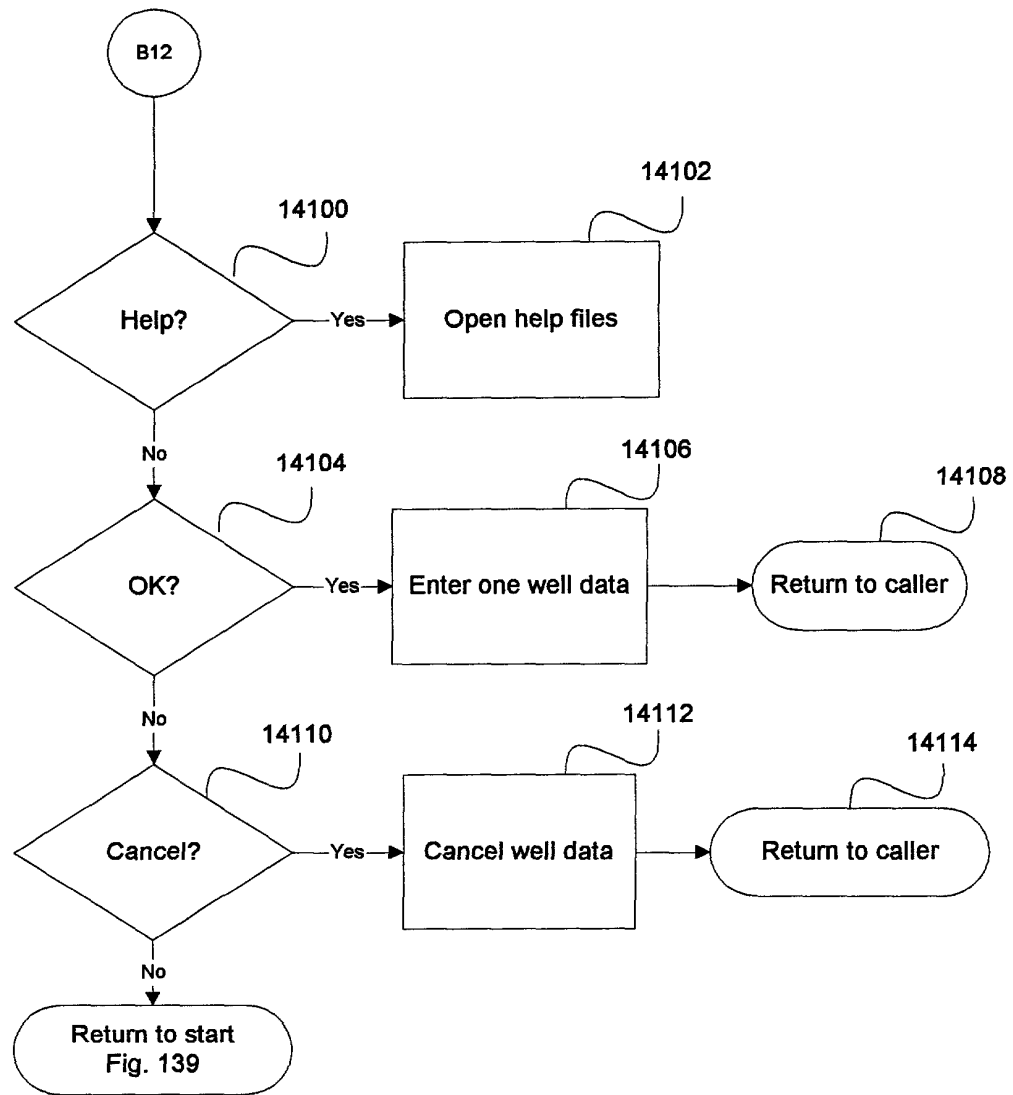 B12
14100
14102
Help?
Yes
Open help files
No
14104
14106
14108
OK?
Yes
Enter one well data
Return to caller
No
14110
14112
14114
Cancel?
Yes
Cancel well data
Return to caller
No
Return to start
Fig. 139